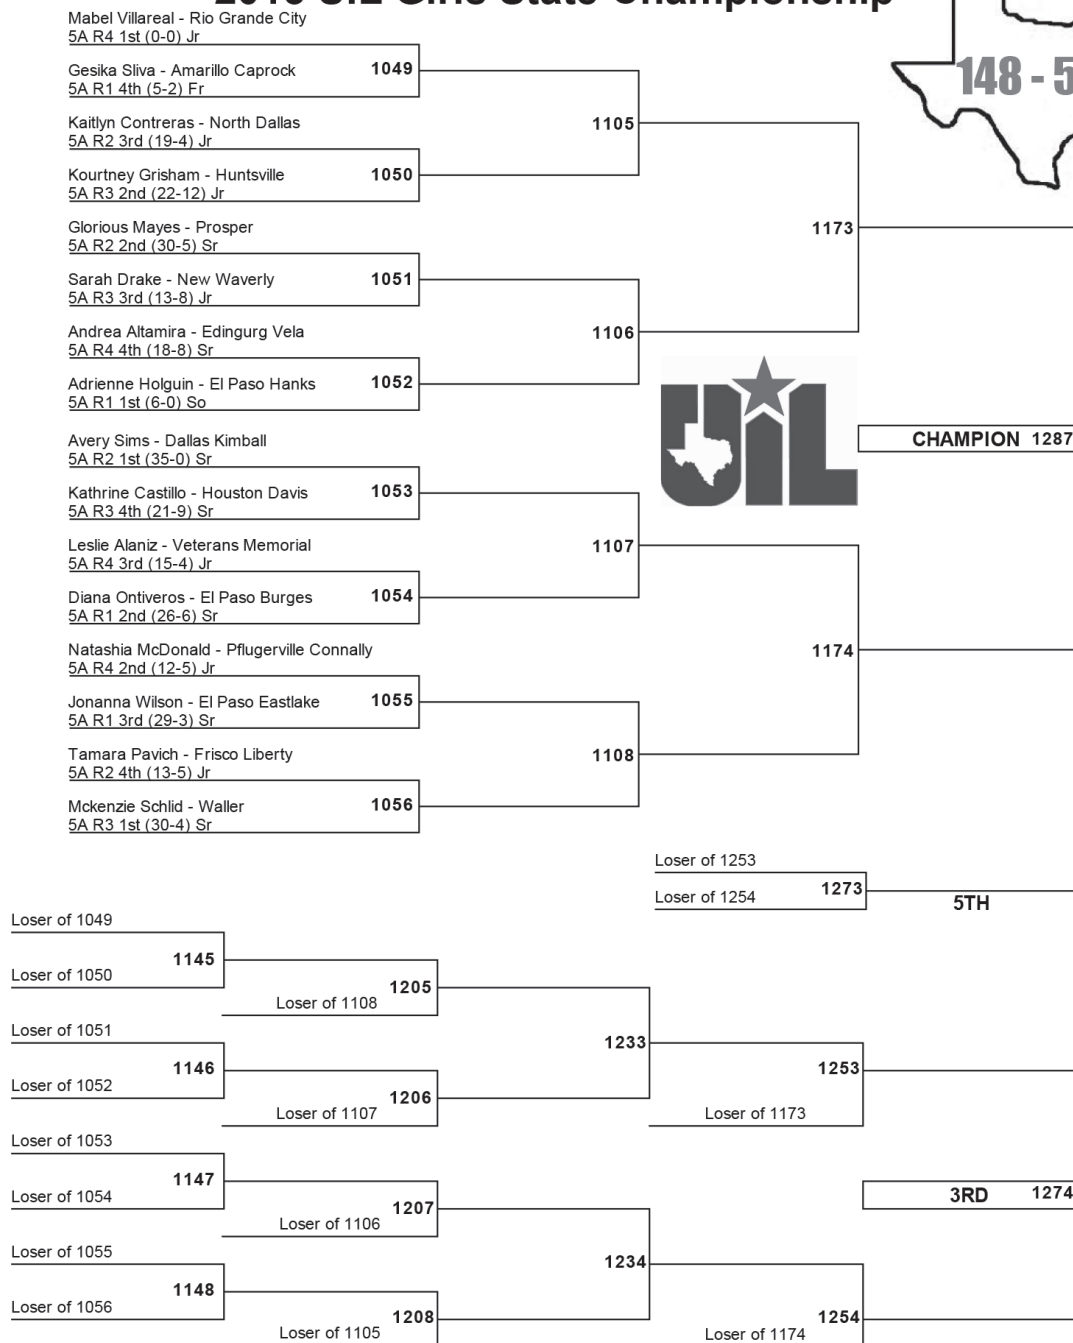 2016 UIL Girls State Championship
Mabel Villareal - Rio Grande City
5A R4 1st (0-0) Jr
148 - 5
Gesika Sliva - Amarillo Caprock
1049
5A R1 4th (5-2) Fr
Kaitlyn Contreras - North Dallas
1105
5A R2 3rd (19-4) Jr
Kourtney Grisham - Huntsville
1050
5A R3 2nd (22-12) Jr
Glorious Mayes - Prosper
1173
5A R2 2nd (30-5) Sr
Sarah Drake - New Waverly
1051
5A R3 3rd (13-8) Jr
Andrea Altamira - Edingurg Vela
1106
5A R4 4th (18-8) Sr
Adrienne Holguin - El Paso Hanks
1052
5A R1 1st (6-0) So
UIL
Avery Sims - Dallas Kimball
CHAMPION 1287
5A R2 1st (35-0) Sr
Kathrine Castillo - Houston Davis
1053
5A R3 4th (21-9) Sr
Leslie Alaniz - Veterans Memorial
1107
5A R4 3rd (15-4) Jr
Diana Ontiveros - El Paso Burges
1054
5A R1 2nd (26-6) Sr
Natashia McDonald - Pflugerville Connally
1174
5A R4 2nd (12-5) Jr
Jonanna Wilson - El Paso Eastlake
1055
5A R1 3rd (29-3) Sr
Tamara Pavich - Frisco Liberty
1108
5A R2 4th (13-5) Jr
Mckenzie Schlid - Waller
1056
5A R3 1st (30-4) Sr
Loser of 1253
1273
Loser of 1254
5TH
Loser of 1049
1145
Loser of 1050
1205
Loser of 1108
Loser of 1051
1233
1146
1253
Loser of 1052
1206
Loser of 1107
Loser of 1173
Loser of 1053
1147
Loser of 1054
3RD 1274
1207
Loser of 1106
Loser of 1055
1234
1148
Loser of 1056
1208
1254
Loser of 1105
Loser of 1174